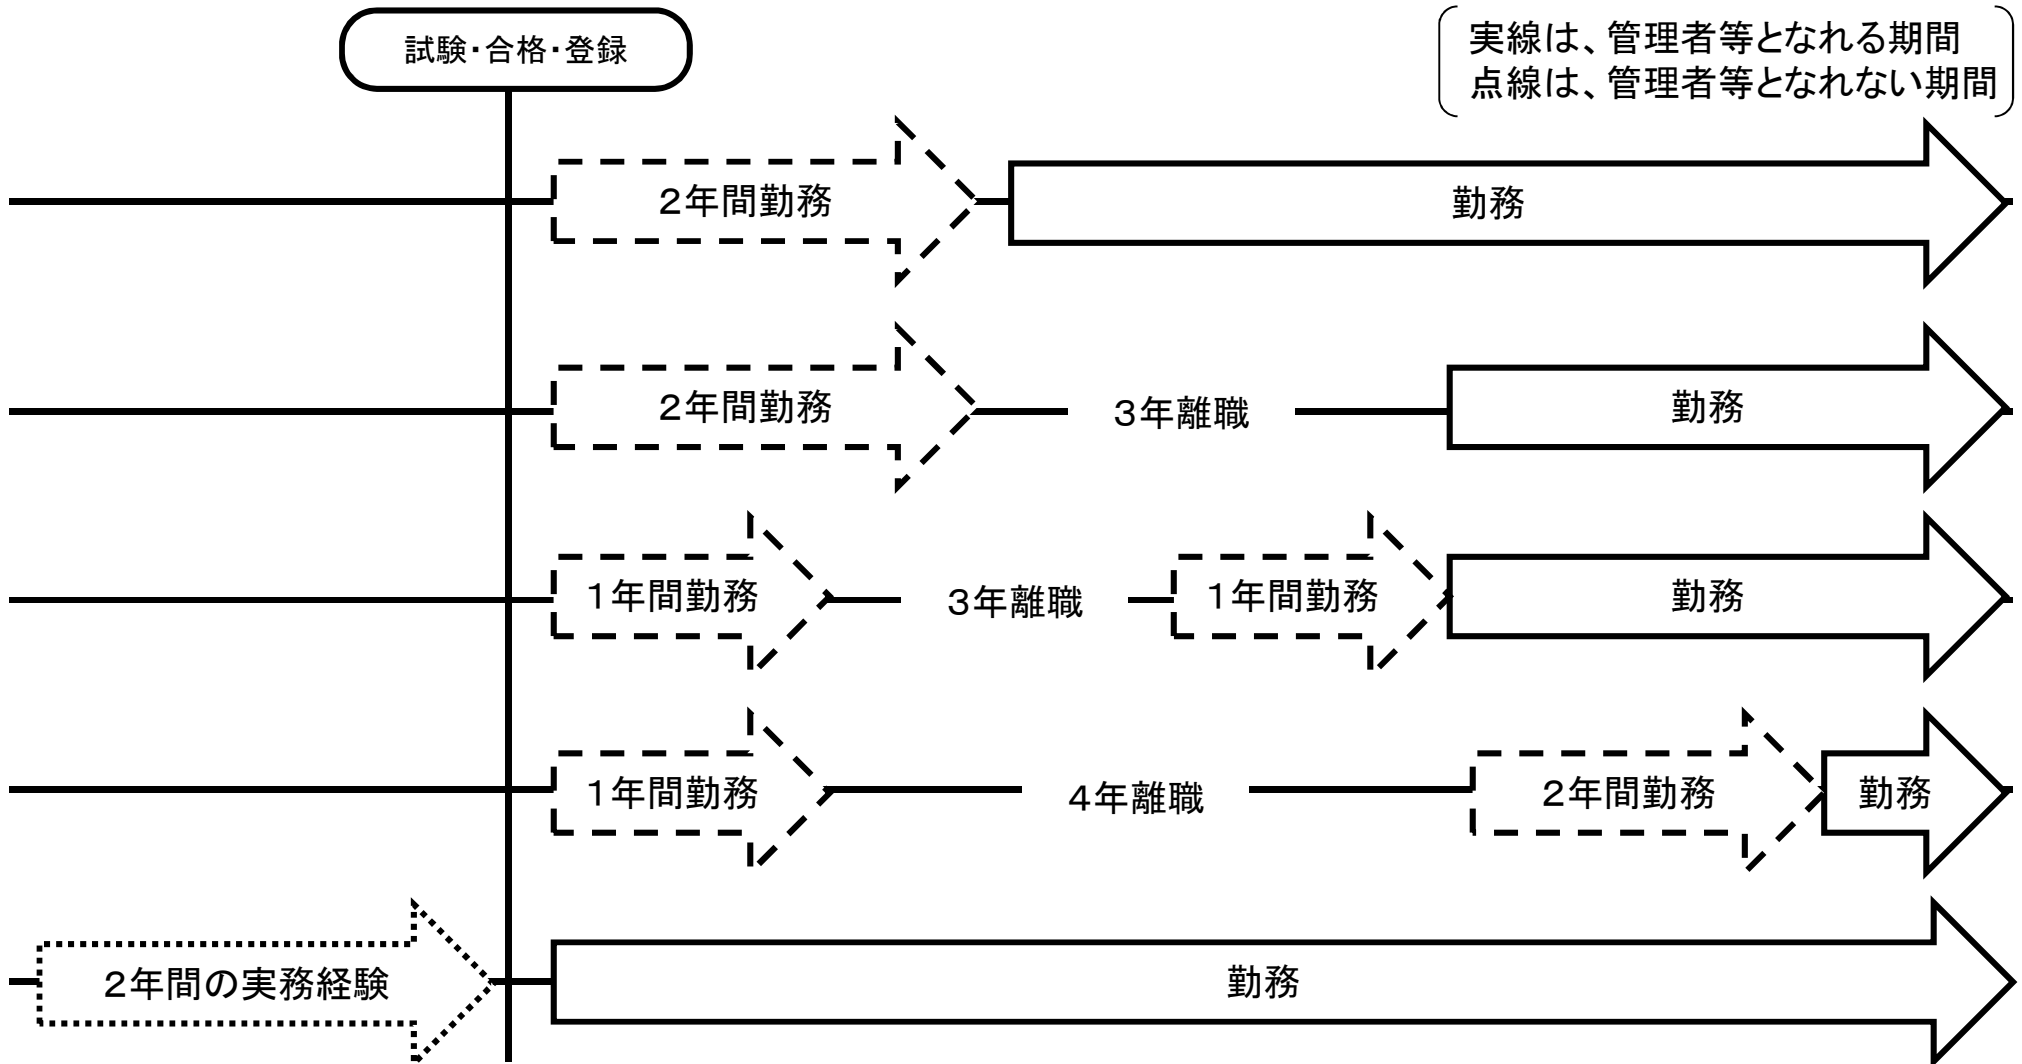 試験・合格・登録
実線は、管理者等となれる期間
点線は、管理者等となれない期間
２年間勤務
勤務
２年間勤務
３年離職
勤務
１年間勤務
３年離職
１年間勤務
勤務
１年間勤務
４年離職
２年間勤務
勤務
２年間の実務経験
勤務